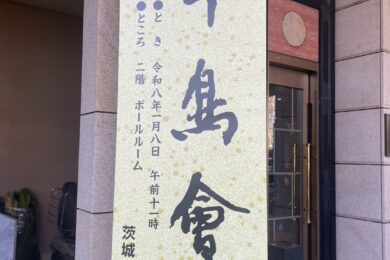 島會
●とき 令和八年一月八日 午前十一時
●ところ 二階 ボールルーム
茨城